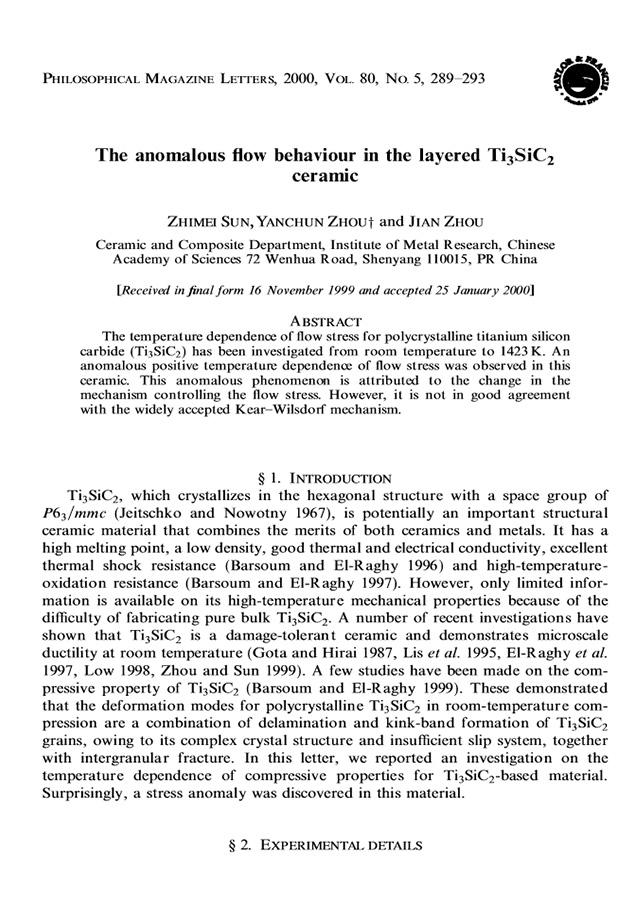 PHILOSOPHICAL MAGAZINE LETTERS, 2000, VOL. 80, NO. 5, 289–293
TAYLOR & FRANCIS
The anomalous flow behaviour in the layered Ti₃SiC₂
ceramic
ZHIMEI SUN, YANCHUN ZHOU† and JIAN ZHOU
Ceramic and Composite Department, Institute of Metal Research, Chinese
Academy of Sciences 72 Wenhua Road, Shenyang 110015, PR China
[Received in final form 16 November 1999 and accepted 25 January 2000]
ABSTRACT
The temperature dependence of flow stress for polycrystalline titanium silicon
carbide (Ti₃SiC₂) has been investigated from room temperature to 1423 K. An
anomalous positive temperature dependence of flow stress was observed in this
ceramic. This anomalous phenomenon is attributed to the change in the
mechanism controlling the flow stress. However, it is not in good agreement
with the widely accepted Kear–Wilsdorf mechanism.
§ 1. INTRODUCTION
Ti₃SiC₂, which crystallizes in the hexagonal structure with a space group of
P6₃/mmc (Jeitschko and Nowotny 1967), is potentially an important structural
ceramic material that combines the merits of both ceramics and metals. It has a
high melting point, a low density, good thermal and electrical conductivity, excellent
thermal shock resistance (Barsoum and El-Raghy 1996) and high-temperature-
oxidation resistance (Barsoum and El-Raghy 1997). However, only limited infor-
mation is available on its high-temperature mechanical properties because of the
difficulty of fabricating pure bulk Ti₃SiC₂. A number of recent investigations have
shown that Ti₃SiC₂ is a damage-tolerant ceramic and demonstrates microscale
ductility at room temperature (Gota and Hirai 1987, Lis et al. 1995, El-Raghy et al.
1997, Low 1998, Zhou and Sun 1999). A few studies have been made on the com-
pressive property of Ti₃SiC₂ (Barsoum and El-Raghy 1999). These demonstrated
that the deformation modes for polycrystalline Ti₃SiC₂ in room-temperature com-
pression are a combination of delamination and kink-band formation of Ti₃SiC₂
grains, owing to its complex crystal structure and insufficient slip system, together
with intergranular fracture. In this letter, we reported an investigation on the
temperature dependence of compressive properties for Ti₃SiC₂-based material.
Surprisingly, a stress anomaly was discovered in this material.
§ 2. EXPERIMENTAL DETAILS